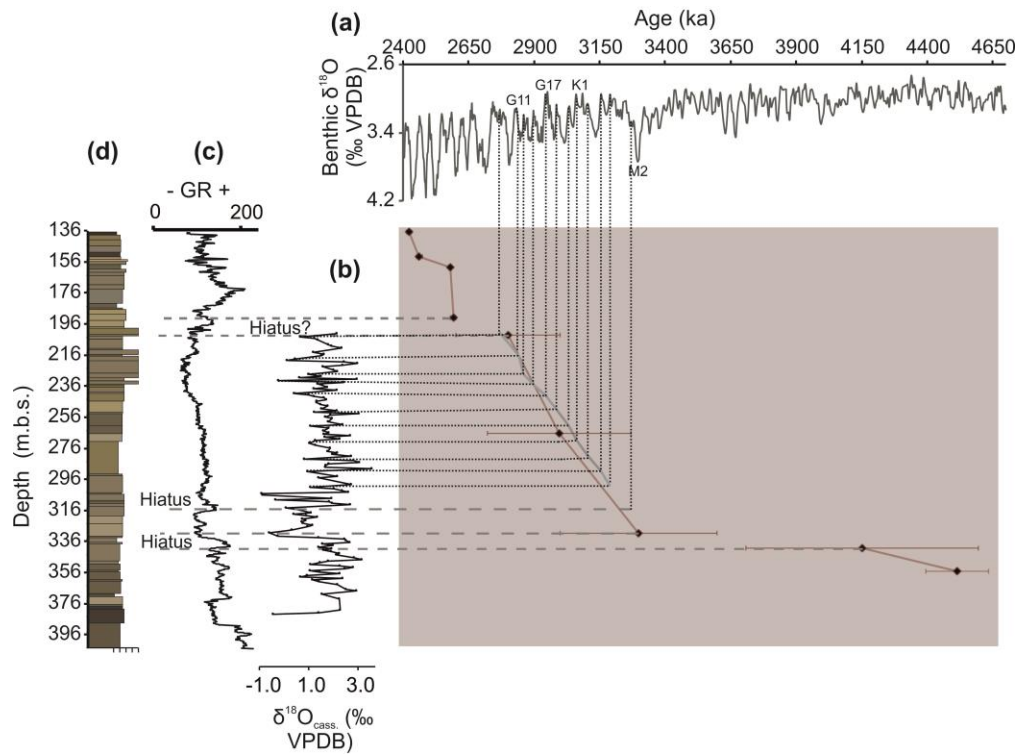 (a)
Age (ka)
2400 2650 2900 3150 3400 3650 3900 4150 4400 4650
2.6
3.4
4.2
Benthic δ¹⁸O
(‰ VPDB)
G11
G17
K1
M2
(d)
(c)
- GR +
0 200
(b)
136
156
176
196
216
236
256
276
296
316
336
356
376
396
Depth (m.b.s.)
Hiatus?
Hiatus
Hiatus
-1.0 1.0 3.0
δ¹⁸O cass. (‰
VPDB)